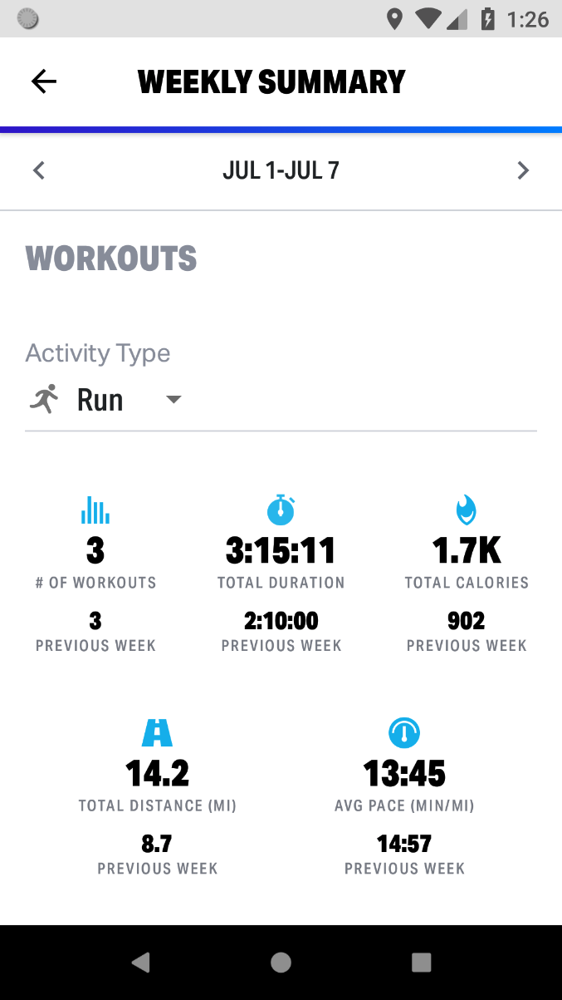 1:26
WEEKLY SUMMARY
JUL 1-JUL 7
WORKOUTS
Activity Type
Run
3 3:15:11 1.7K
# OF WORKOUTS TOTAL DURATION TOTAL CALORIES
3 2:10:00 902
PREVIOUS WEEK PREVIOUS WEEK PREVIOUS WEEK
14.2 13:45
TOTAL DISTANCE (MI) AVG PACE (MIN/MI)
8.7 14:57
PREVIOUS WEEK PREVIOUS WEEK